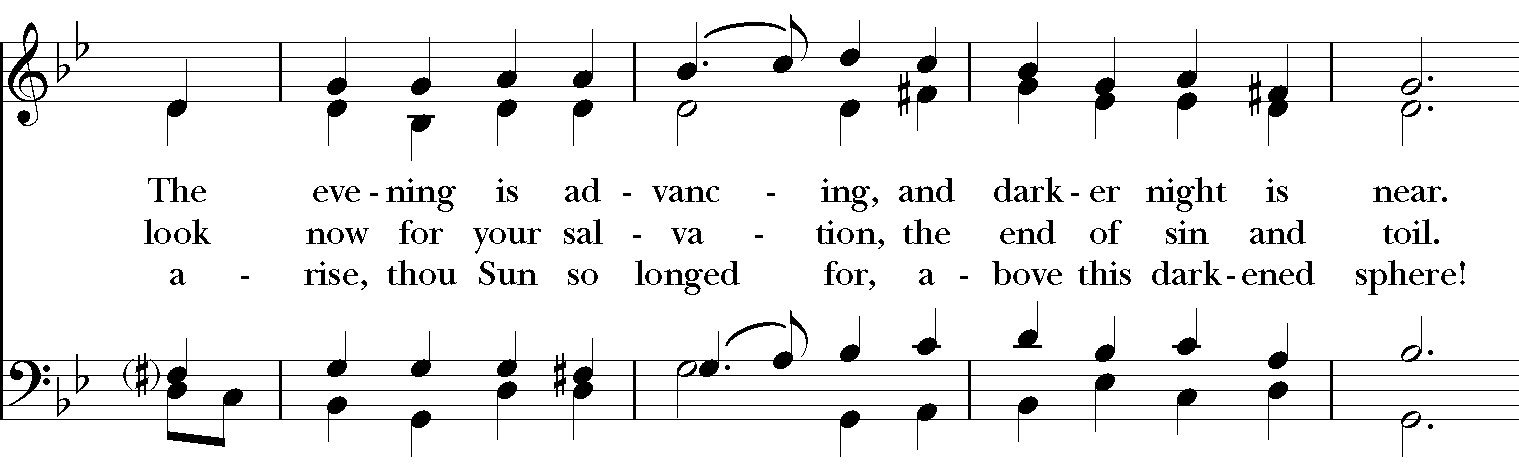 The eve - ning is ad - vanc - ing, and dark - er night is near.
look now for your sal - va - tion, the end of sin and toil.
a - rise, thou Sun so longed for, a - bove this dark - ened sphere!